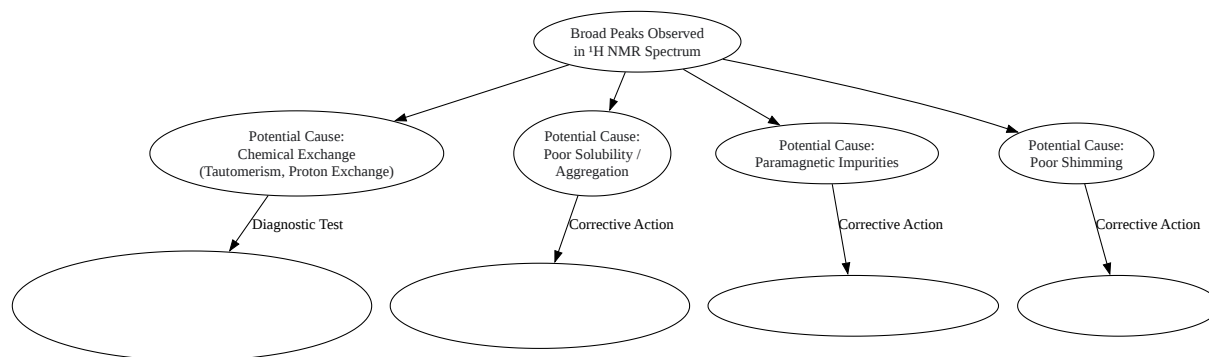 Broad Peaks Observed
in ¹H NMR Spectrum
Potential Cause:
Chemical Exchange
(Tautomerism, Proton Exchange)
Potential Cause:
Poor Solubility /
Aggregation
Potential Cause:
Paramagnetic Impurities
Potential Cause:
Poor Shimming
Diagnostic Test
Corrective Action
Corrective Action
Corrective Action